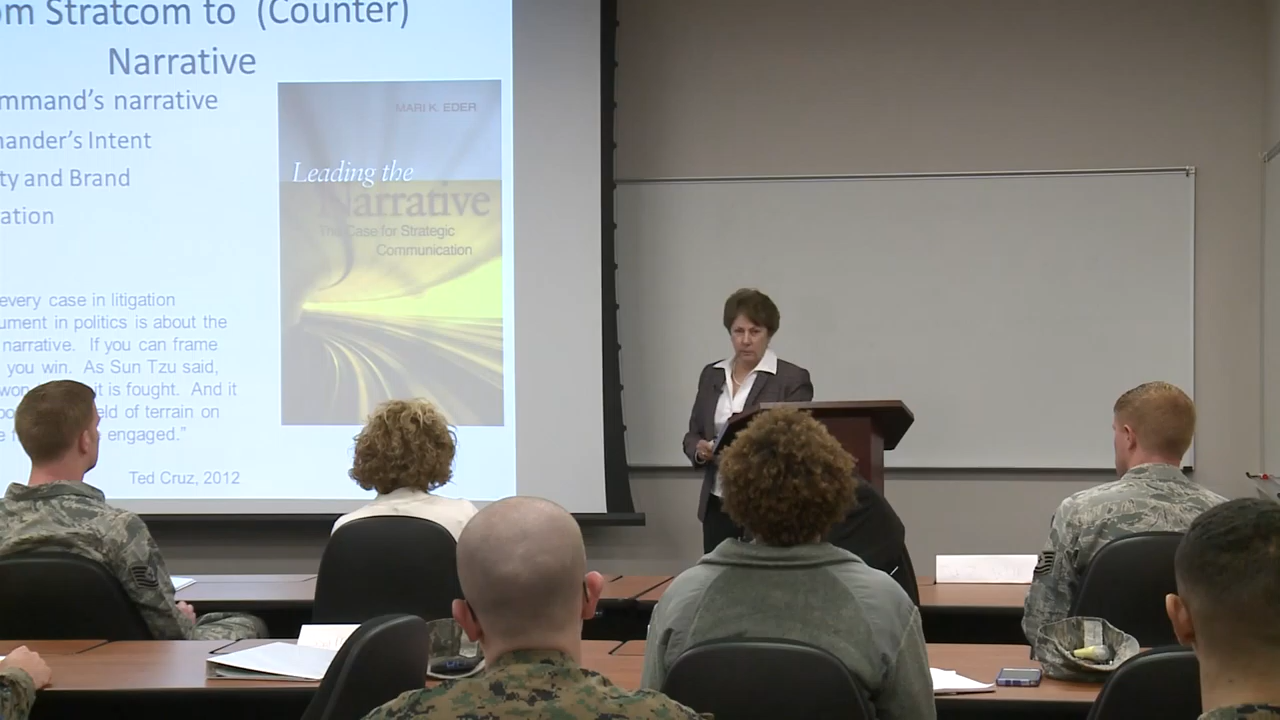 om Stratcom to (Counter)
Narrative
mmand's narrative
nander's Intent
ty and Brand
ation
MARI K. EDER
Leading the
Narrative
The Case for Strategic
Communication
every case in litigation
ument in politics is about the
narrative. If you can frame
you win. As Sun Tzu said,
won it is fought. And it
eld of terrain on
engaged."
Ted Cruz, 2012